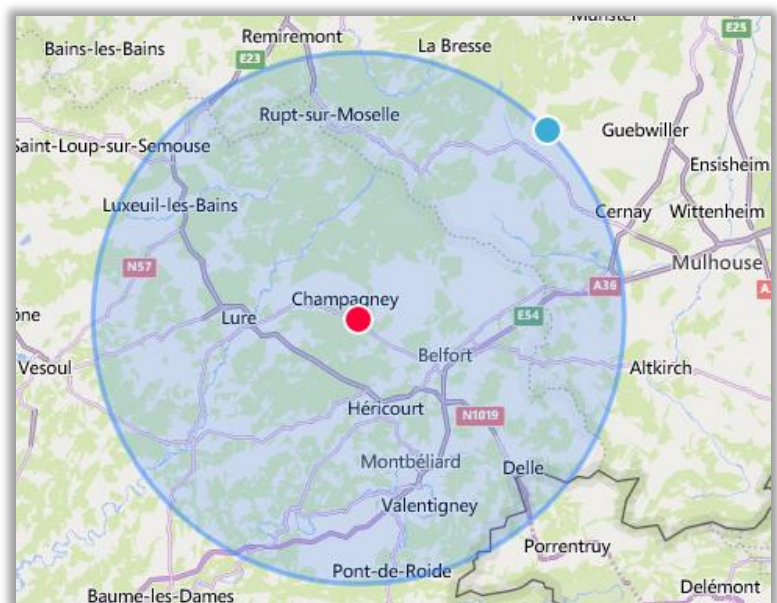 Munster
E25
Remiremont
La Bresse
Bains-les-Bains
E23
Rupt-sur-Moselle
Guebwiller
Saint-Loup-sur-Semouse
Ensisheim
Luxeuil-les-Bains
Cernay
Wittenheim
N57
Mulhouse
A36
Champagney
E54
Lure
Belfort
Vesoul
Altkirch
Héricourt
N1019
Montbéliard
Delle
Valentigney
Porrentruy
Pont-de-Roide
Baume-les-Dames
Delémont